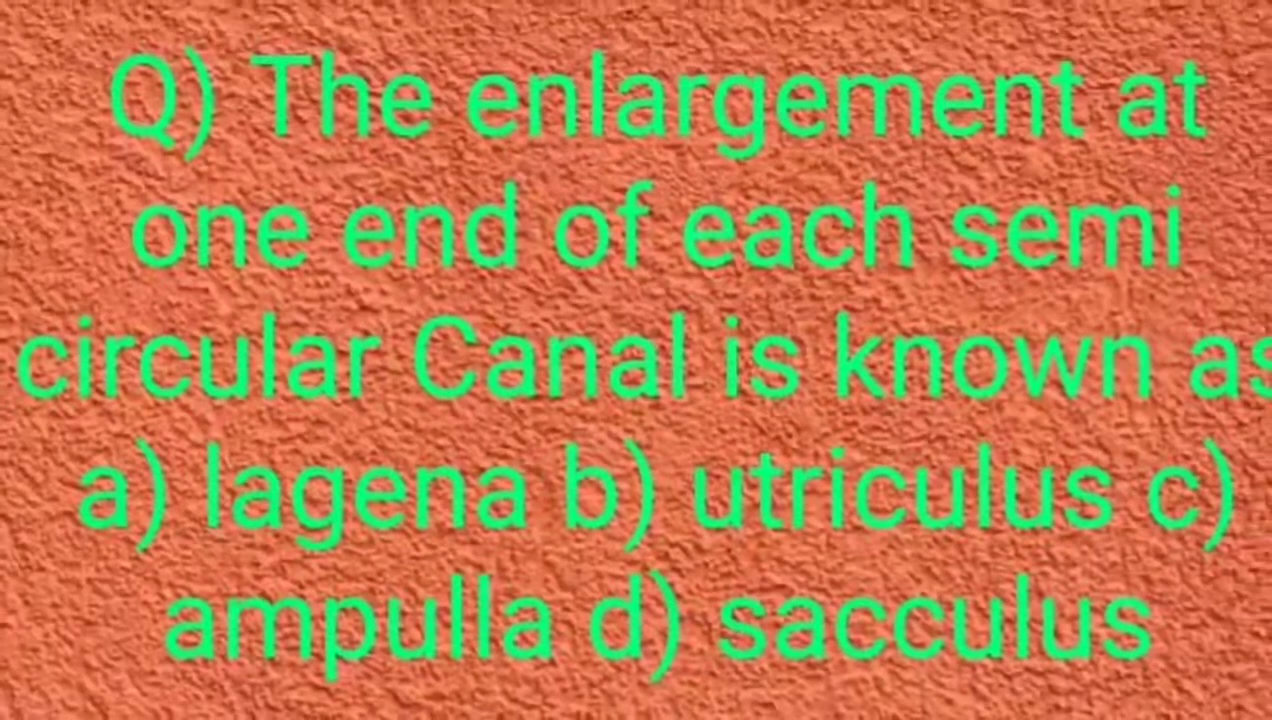 Q) The enlargement at
one end of each semi
circular Canal is known as
a) lagena b) utriculus c)
ampulla d) sacculus